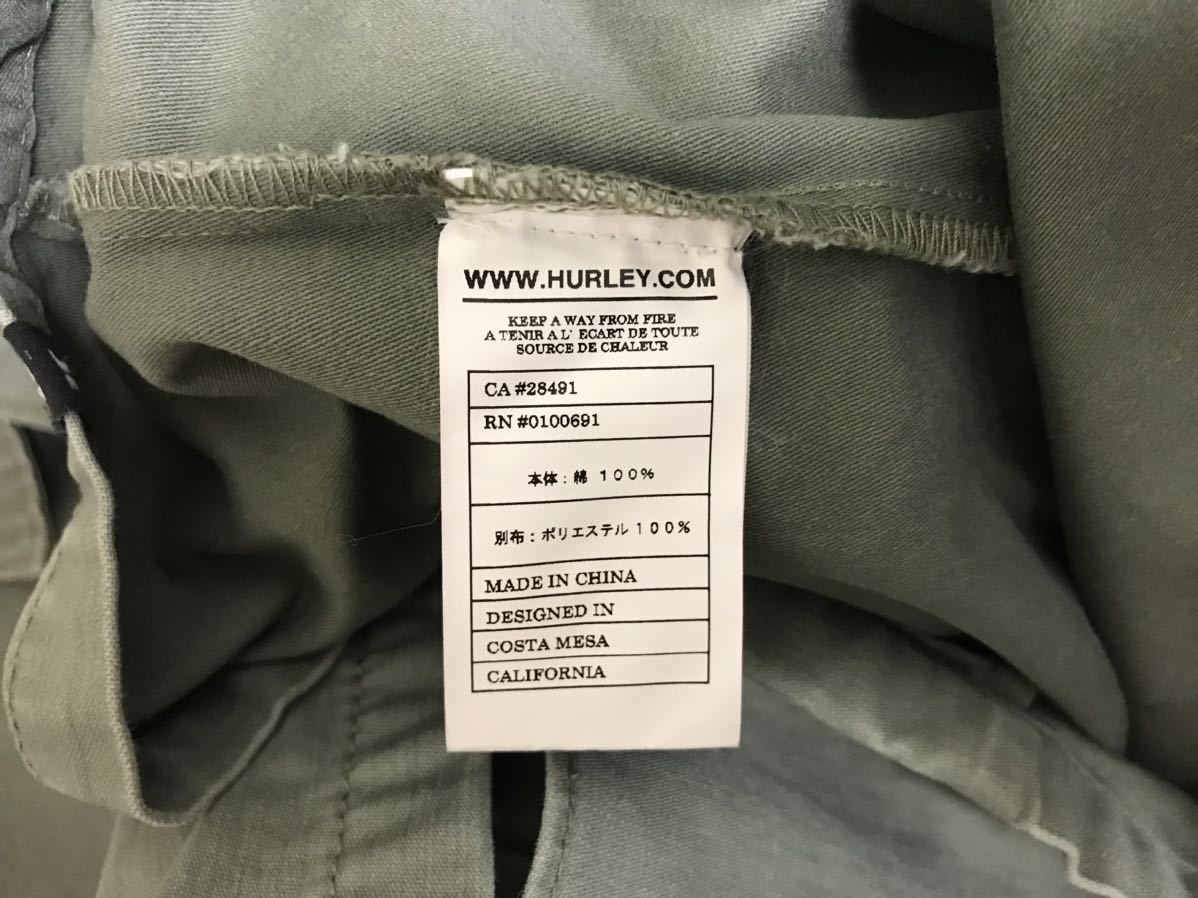 WWW.HURLEY.COM
KEEP A WAY FROM FIRE
A TENIR A L' ECART DE TOUTE
SOURCE DE CHALEUR
CA #28491
RN #0100691
本体：綿 100%
別布：ポリエステル 100%
MADE IN CHINA
DESIGNED IN
COSTA MESA
CALIFORNIA